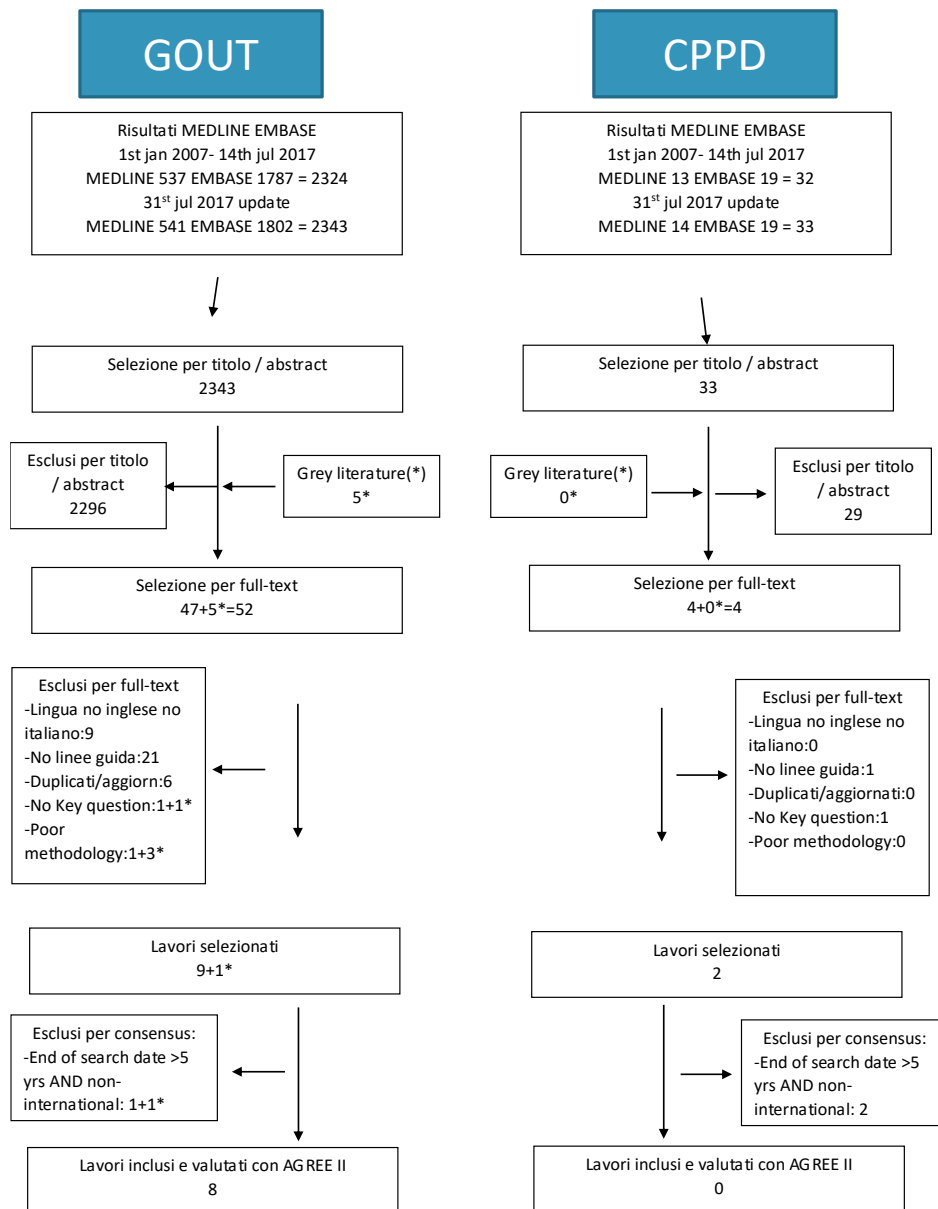 GOUT
Risultati MEDLINE EMBASE
1st jan 2007- 14th jul 2017
MEDLINE 537 EMBASE 1787 = 2324
31st jul 2017 update
MEDLINE 541 EMBASE 1802 = 2343
Selezione per titolo / abstract
2343
Esclusi per titolo
/ abstract
2296
Grey literature(*)
5*
Selezione per full-text
47+5*=52
Esclusi per full-text
-Lingua no inglese no
italiano:9
-No linee guida:21
-Duplicati/aggiorn:6
-No Key question:1+1*
-Poor
methodology:1+3*
Lavori selezionati
9+1*
Esclusi per consensus:
-End of search date >5
yrs AND non-
international: 1+1*
Lavori inclusi e valutati con AGREE II
8
CPPD
Risultati MEDLINE EMBASE
1st jan 2007- 14th jul 2017
MEDLINE 13 EMBASE 19 = 32
31st jul 2017 update
MEDLINE 14 EMBASE 19 = 33
Selezione per titolo / abstract
33
Grey literature(*)
0*
Esclusi per titolo
/ abstract
29
Selezione per full-text
4+0*=4
Esclusi per full-text
-Lingua no inglese no
italiano:0
-No linee guida:1
-Duplicati/aggiornati:0
-No Key question:1
-Poor methodology:0
Lavori selezionati
2
Esclusi per consensus:
-End of search date >5
yrs AND non-
international: 2
Lavori inclusi e valutati con AGREE II
0